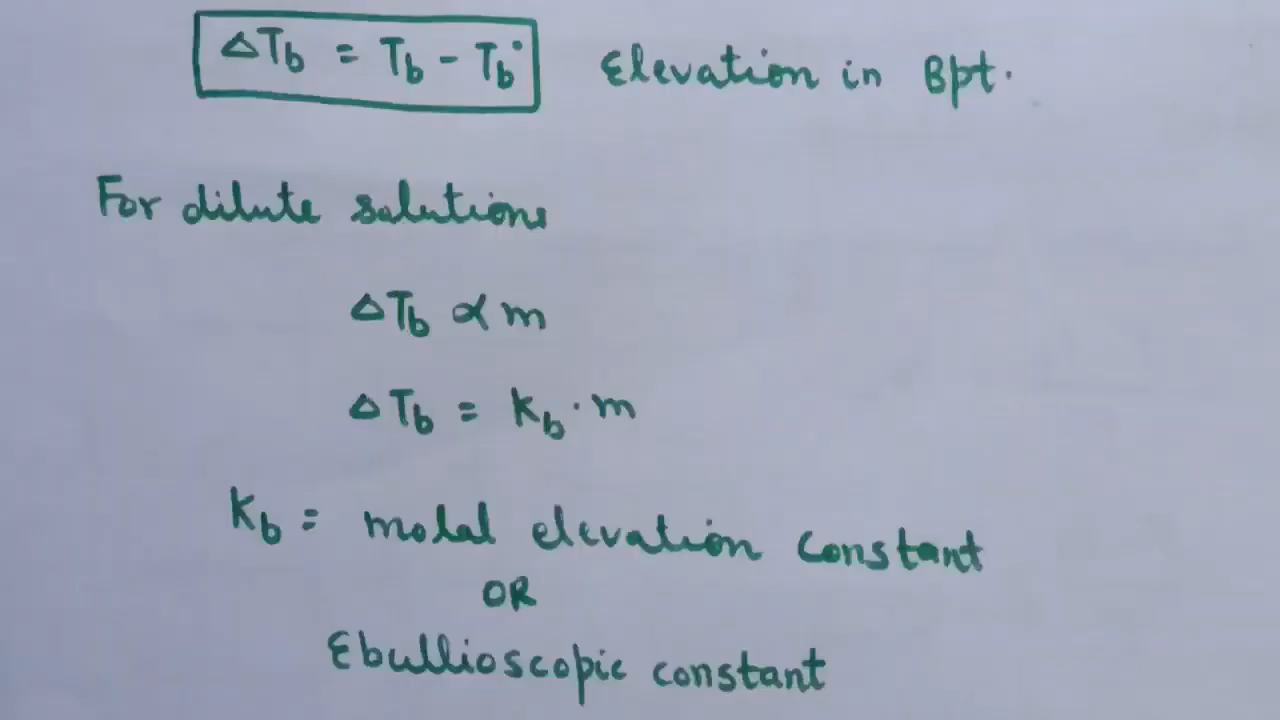 ΔTb = Tb - Tb° Elevation in Bpt.
For dilute solutions
ΔTb ∝ m
ΔTb = Kb · m
Kb = molal elevation constant
OR
Ebullioscopic constant